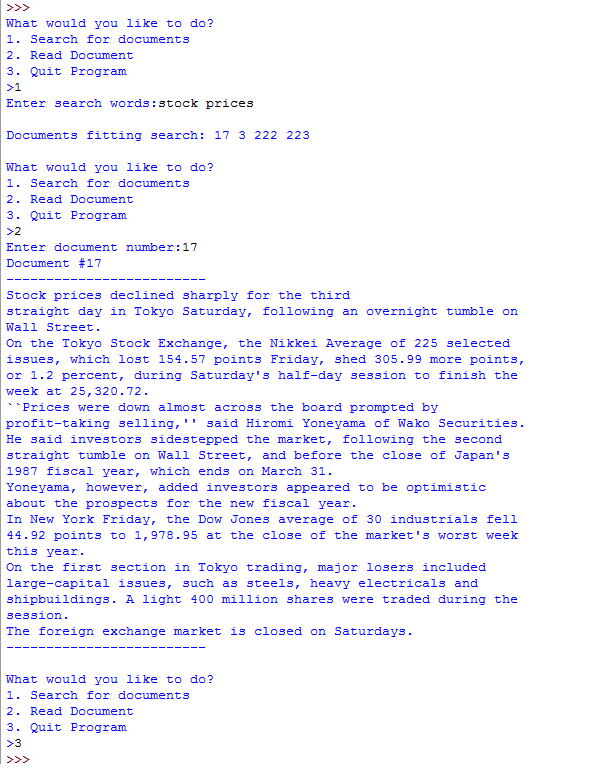 >>>
What would you like to do?
1. Search for documents
2. Read Document
3. Quit Program
>1
Enter search words:stock prices

Documents fitting search: 17 3 222 223

What would you like to do?
1. Search for documents
2. Read Document
3. Quit Program
>2
Enter document number:17
Document #17
-------------------------
Stock prices declined sharply for the third
straight day in Tokyo Saturday, following an overnight tumble on
Wall Street.
On the Tokyo Stock Exchange, the Nikkei Average of 225 selected
issues, which lost 154.57 points Friday, shed 305.99 more points,
or 1.2 percent, during Saturday's half-day session to finish the
week at 25,320.72.
``Prices were down almost across the board prompted by
profit-taking selling,'' said Hiromi Yoneyama of Wako Securities.
He said investors sidestepped the market, following the second
straight tumble on Wall Street, and before the close of Japan's
1987 fiscal year, which ends on March 31.
Yoneyama, however, added investors appeared to be optimistic
about the prospects for the new fiscal year.
In New York Friday, the Dow Jones average of 30 industrials fell
44.92 points to 1,978.95 at the close of the market's worst week
this year.
On the first section in Tokyo trading, major losers included
large-capital issues, such as steels, heavy electricals and
shipbuildings. A light 400 million shares were traded during the
session.
The foreign exchange market is closed on Saturdays.
-------------------------

What would you like to do?
1. Search for documents
2. Read Document
3. Quit Program
>3
>>>